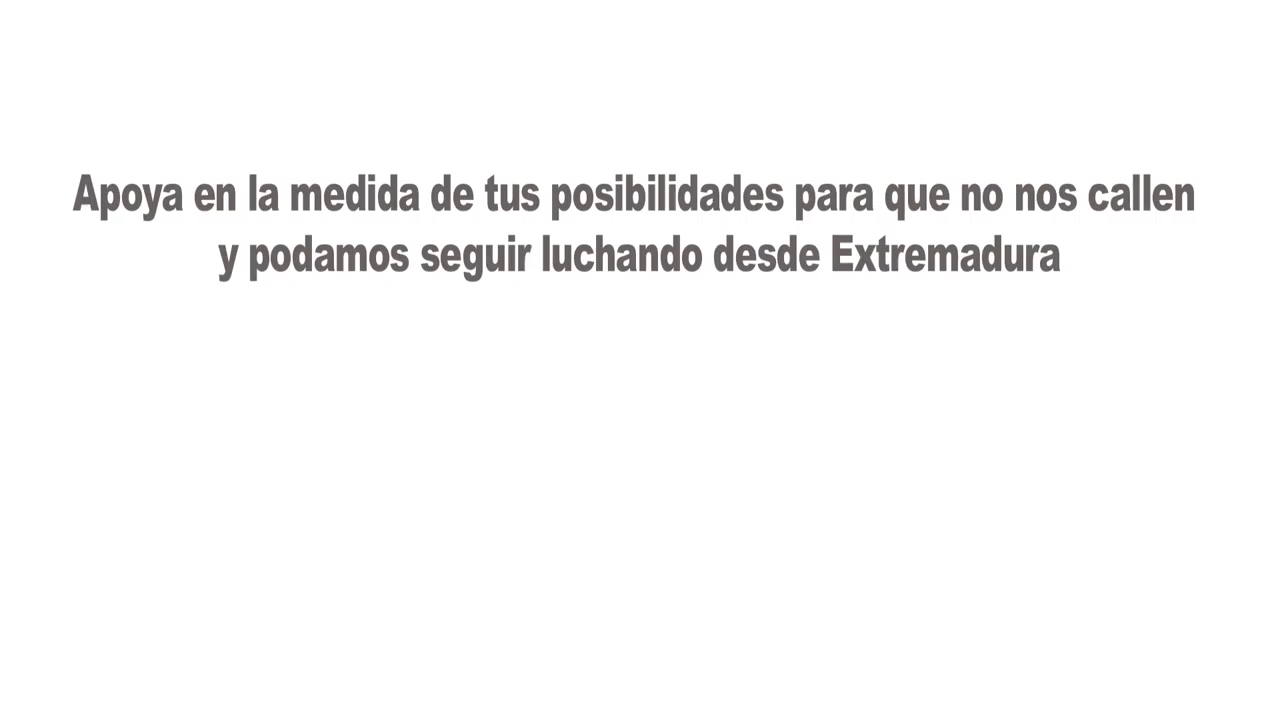 Apoya en la medida de tus posibilidades para que no nos callen
y podamos seguir luchando desde Extremadura